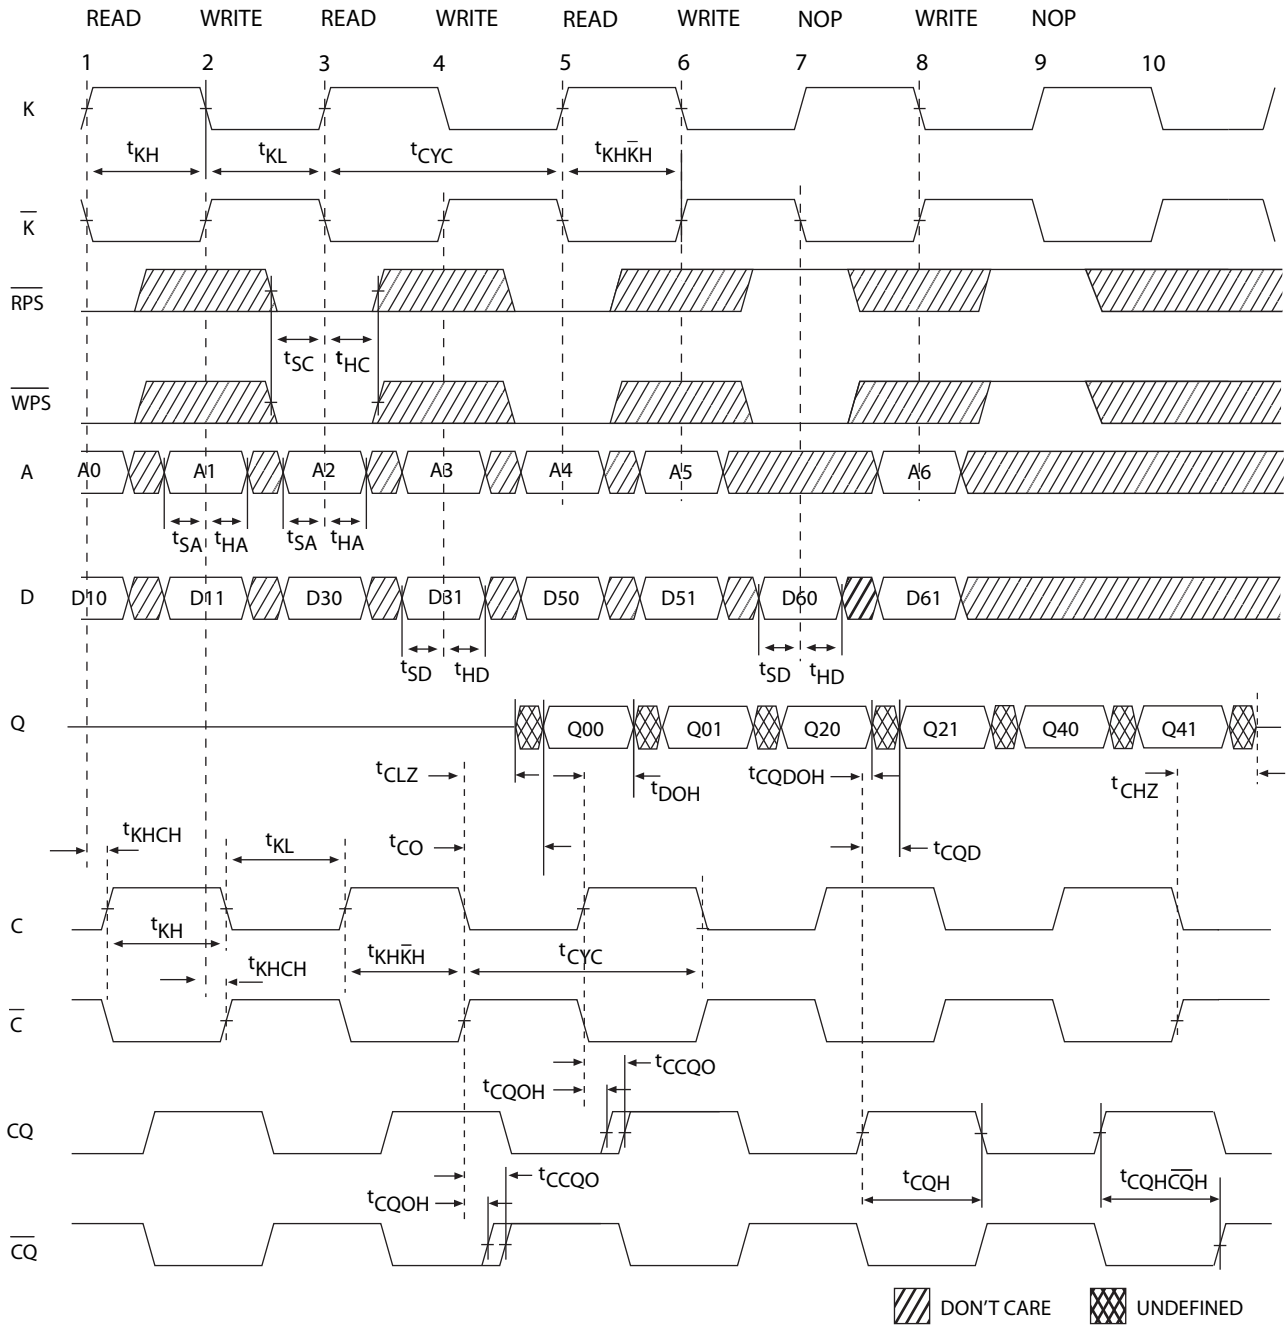 READ WRITE READ WRITE READ WRITE NOP WRITE NOP
1 2 3 4 5 6 7 8 9 10
K
tKH tKL tCYC tKHK̅H
K̅
R̅P̅S̅
tSC tHC
W̅P̅S̅
A A0 A1 A2 A3 A4 A5 A6
tSA tHA tSA tHA
D D10 D11 D30 D31 D50 D51 D60 D61
tSD tHD tSD tHD
Q Q00 Q01 Q20 Q21 Q40 Q41
tCLZ tDOH tCQDOH tCHZ
tKHCH tKL tCO tCQD
C
tKH tKHK̅H tCYC
tKHCH
C̅
tCCQO
tCQOH
CQ
tCCQO tCQH tCQHC̅Q̅H
tCQOH
C̅Q̅
DON'T CARE UNDEFINED